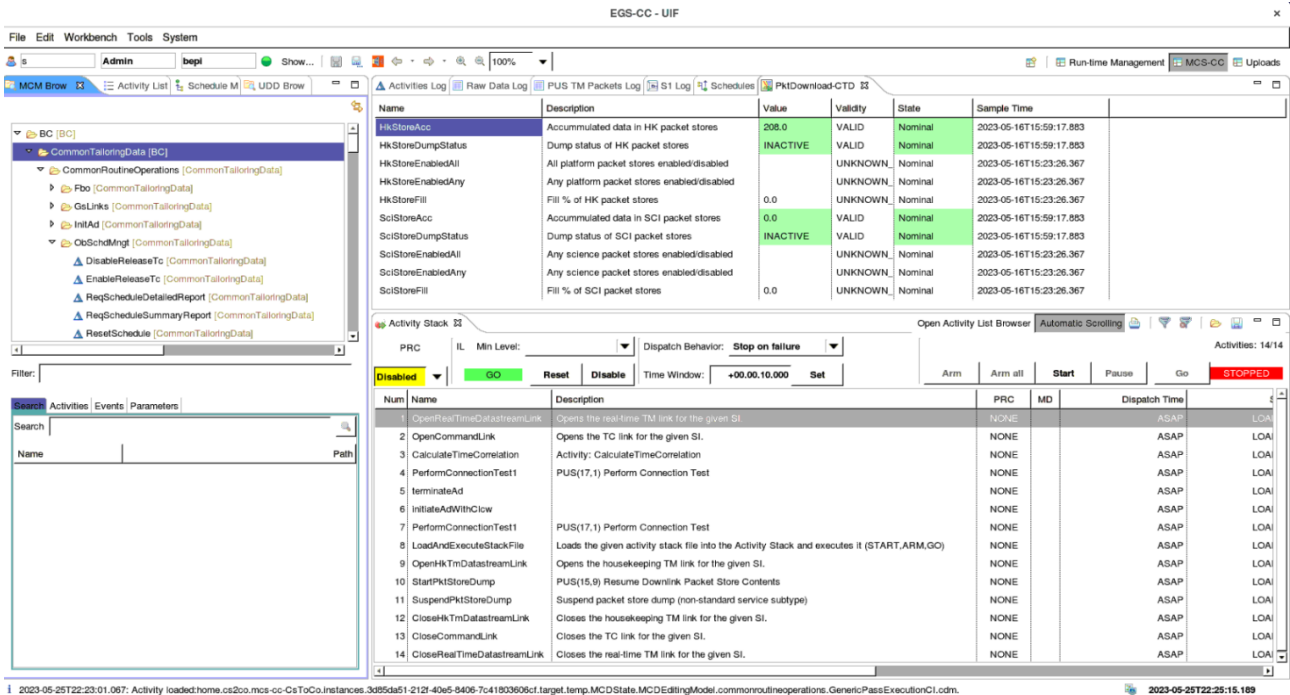 EGS-CC - UIF
File Edit Workbench Tools System
s Admin bepi Show... 100% Run-time Management MCS-CC Uploads
MCM Brow Activity List Schedule M UDD Brow
BC [BC]
CommonTailoringData [BC]
CommonRoutineOperations [CommonTailoringData]
Fbo [CommonTailoringData]
GsLinks [CommonTailoringData]
InitAd [CommonTailoringData]
ObSchdMngt [CommonTailoringData]
DisableReleaseTc [CommonTailoringData]
EnableReleaseTc [CommonTailoringData]
ReqScheduleDetailedReport [CommonTailoringData]
ReqScheduleSummaryReport [CommonTailoringData]
ResetSchedule [CommonTailoringData]
Filter:
Search Activities Events Parameters
Search
Name Path
Activities Log Raw Data Log PUS TM Packets Log S1 Log Schedules PktDownload-CTD
Name Description Value Validity State Sample Time
HkStoreAcc Accummulated data in HK packet stores 208.0 VALID Nominal 2023-05-16T15:59:17.883
HkStoreDumpStatus Dump status of HK packet stores INACTIVE VALID Nominal 2023-05-16T15:59:17.883
HkStoreEnabledAll All platform packet stores enabled/disabled UNKNOWN_ Nominal 2023-05-16T15:23:26.367
HkStoreEnabledAny Any platform packet stores enabled/disabled UNKNOWN_ Nominal 2023-05-16T15:23:26.367
HkStoreFill Fill % of HK packet stores 0.0 UNKNOWN_ Nominal 2023-05-16T15:23:26.367
SciStoreAcc Accummulated data in SCI packet stores 0.0 VALID Nominal 2023-05-16T15:59:17.883
SciStoreDumpStatus Dump status of SCI packet stores INACTIVE VALID Nominal 2023-05-16T15:59:17.883
SciStoreEnabledAll Any science packet stores enabled/disabled UNKNOWN_ Nominal 2023-05-16T15:23:26.367
SciStoreEnabledAny Any science packet stores enabled/disabled UNKNOWN_ Nominal 2023-05-16T15:23:26.367
SciStoreFill Fill % of SCI packet stores 0.0 UNKNOWN_ Nominal 2023-05-16T15:23:26.367
Activity Stack Open Activity List Browser Automatic Scrolling
PRC IL Min Level: Dispatch Behavior: Stop on failure Activities: 14/14
Disabled GO Reset Disable Time Window: +00.00.10.000 Set Arm Arm all Start Pause Go STOPPED
Num Name Description PRC MD Dispatch Time S
1 OpenRealTimeDatastreamLink Opens the real-time TM link for the given SI. NONE ASAP LOAI
2 OpenCommandLink Opens the TC link for the given SI. NONE ASAP LOAI
3 CalculateTimeCorrelation Activity: CalculateTimeCorrelation NONE ASAP LOAI
4 PerformConnectionTest1 PUS(17,1) Perform Connection Test NONE ASAP LOAI
5 terminateAd NONE ASAP LOAI
6 initiateAdWithClcw NONE ASAP LOAI
7 PerformConnectionTest1 PUS(17,1) Perform Connection Test NONE ASAP LOAI
8 LoadAndExecuteStackFile Loads the given activity stack file into the Activity Stack and executes it (START,ARM,GO) NONE ASAP LOAI
9 OpenHkTmDatastreamLink Opens the housekeeping TM link for the given SI. NONE ASAP LOAI
10 StartPktStoreDump PUS(15,9) Resume Downlink Packet Store Contents NONE ASAP LOAI
11 SuspendPktStoreDump Suspend packet store dump (non-standard service subtype) NONE ASAP LOAI
12 CloseHkTmDatastreamLink Closes the housekeeping TM link for the given SI. NONE ASAP LOAI
13 CloseCommandLink Closes the TC link for the given SI. NONE ASAP LOAI
14 CloseRealTimeDatastreamLink Closes the real-time TM link for the given SI. NONE ASAP LOAI
2023-05-25T22:23:01.067: Activity loaded:home.cs2co.mcs-cc-CsToCo.instances.3d85da51-212f-40e5-8406-7c41803606cf.target.temp.MCDState.MCDEditingModel.commonroutineoperations.GenericPassExecutionCI.cdm. 2023-05-25T22:25:15.189